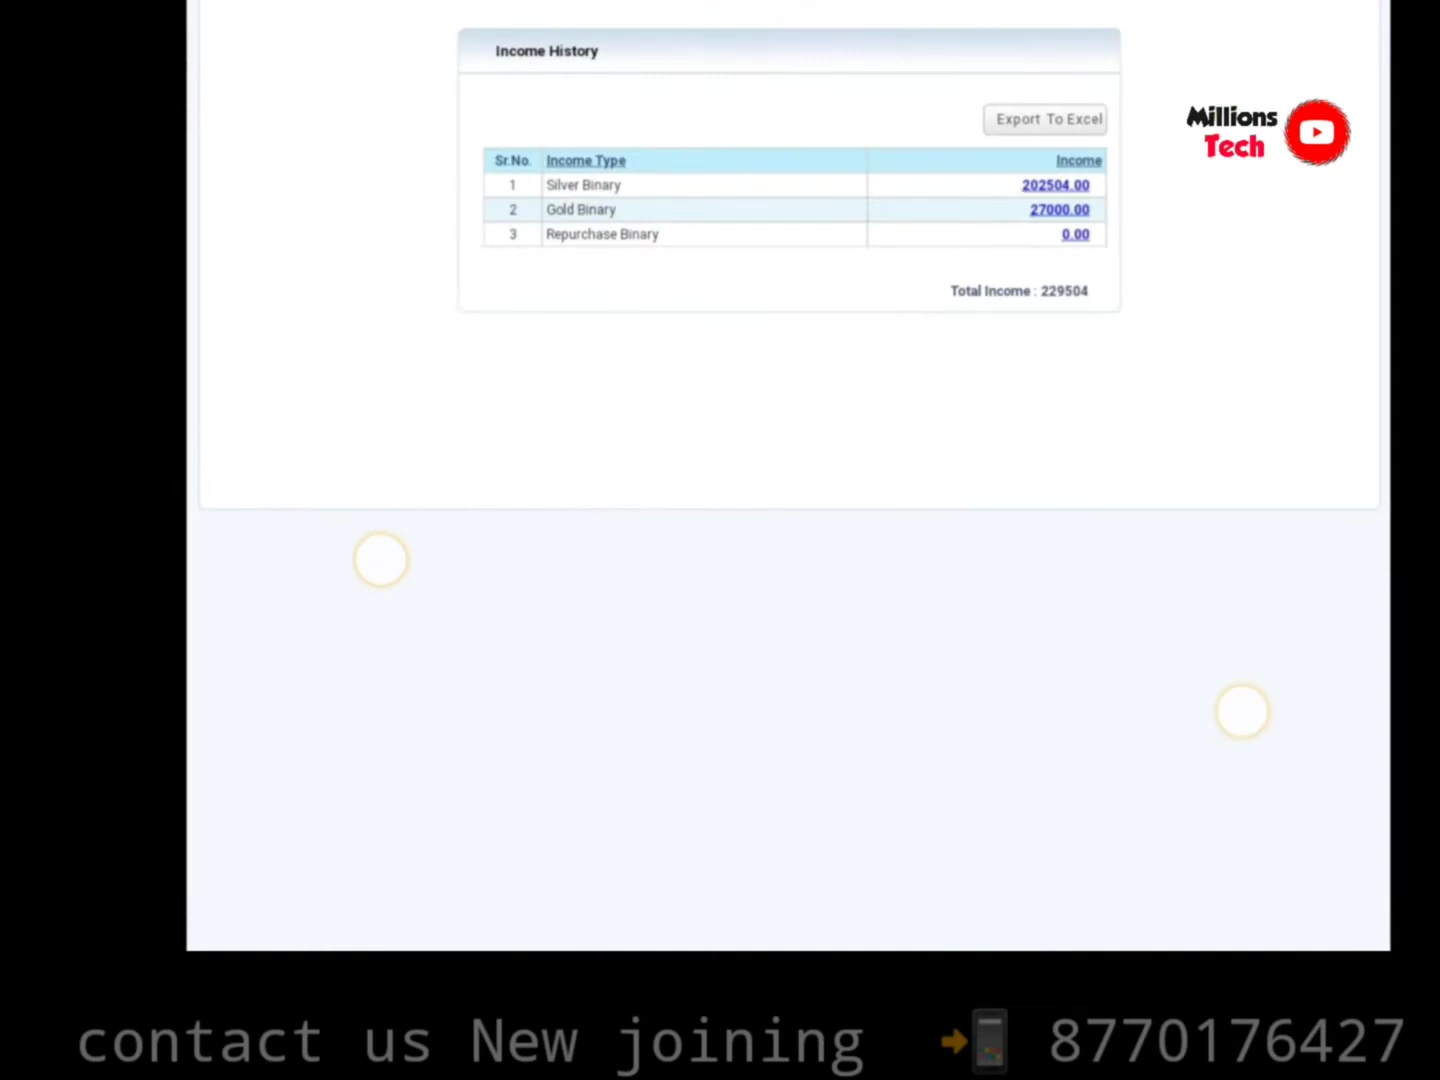 Income History
Export To Excel
Millions
Tech
Sr.No. Income Type Income
1 Silver Binary 202504.00
2 Gold Binary 27000.00
3 Repurchase Binary 0.00
Total Income : 229504
contact us New joining 8770176427